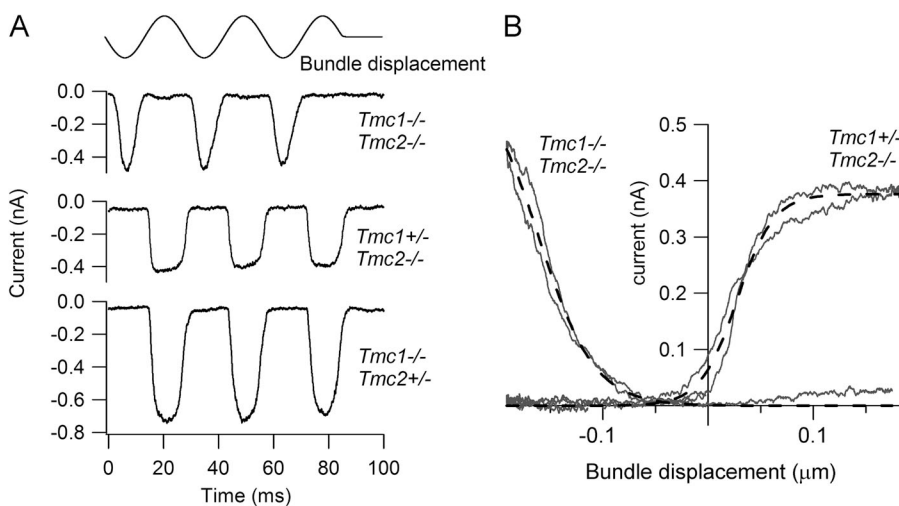 A
Bundle displacement
Current (nA)
0.0
-0.2
-0.4
Tmc1-/-
Tmc2-/-
0.0
-0.2
-0.4
Tmc1+/-
Tmc2-/-
0.0
-0.2
-0.4
-0.6
-0.8
Tmc1-/-
Tmc2+/-
0 20 40 60 80 100
Time (ms)
B
Tmc1-/-
Tmc2-/-
Tmc1+/-
Tmc2-/-
current (nA)
0.5
0.4
0.3
0.2
0.1
-0.1 0 0.1
Bundle displacement (μm)